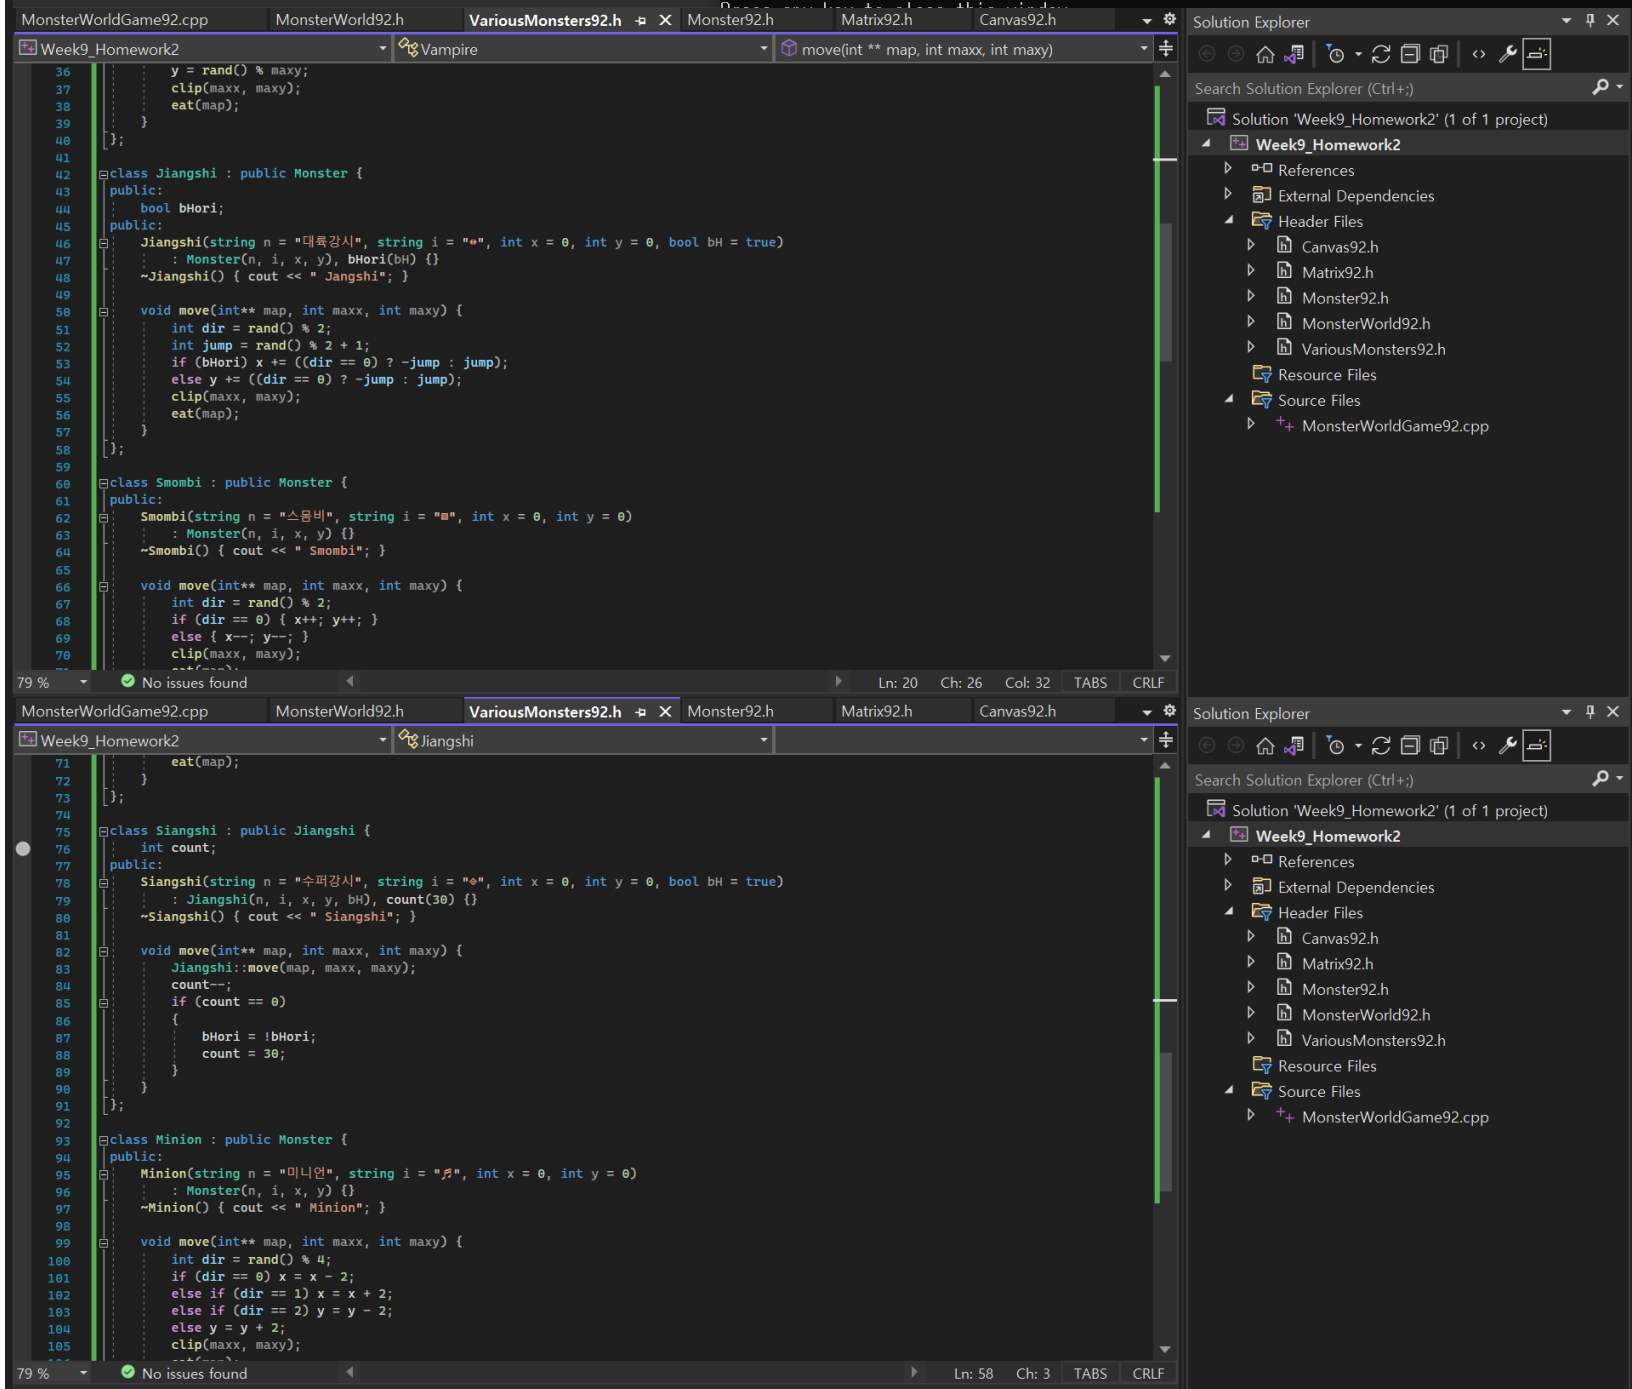 MonsterWorldGame92.cpp MonsterWorld92.h VariousMonsters92.h Monster92.h Matrix92.h Canvas92.h
Week9_Homework2 Vampire move(int ** map, int maxx, int maxy)
36 y = rand() % maxy;
37 clip(maxx, maxy);
38 eat(map);
39 }
40 };
41
42 class Jiangshi : public Monster {
43 public:
44 bool bHori;
45 public:
46 Jiangshi(string n = "대륙강시", string i = "↔", int x = 0, int y = 0, bool bH = true)
47 : Monster(n, i, x, y), bHori(bH) {}
48 ~Jiangshi() { cout << " Jangshi"; }
49
50 void move(int** map, int maxx, int maxy) {
51 int dir = rand() % 2;
52 int jump = rand() % 2 + 1;
53 if (bHori) x += ((dir == 0) ? -jump : jump);
54 else y += ((dir == 0) ? -jump : jump);
55 clip(maxx, maxy);
56 eat(map);
57 }
58 };
59
60 class Smombi : public Monster {
61 public:
62 Smombi(string n = "스몸비", string i = "▧", int x = 0, int y = 0)
63 : Monster(n, i, x, y) {}
64 ~Smombi() { cout << " Smombi"; }
65
66 void move(int** map, int maxx, int maxy) {
67 int dir = rand() % 2;
68 if (dir == 0) { x++; y++; }
69 else { x--; y--; }
70 clip(maxx, maxy);
79 % No issues found Ln: 20 Ch: 26 Col: 32 TABS CRLF
Solution Explorer
Search Solution Explorer (Ctrl+;)
Solution 'Week9_Homework2' (1 of 1 project)
Week9_Homework2
References
External Dependencies
Header Files
Canvas92.h
Matrix92.h
Monster92.h
MonsterWorld92.h
VariousMonsters92.h
Resource Files
Source Files
MonsterWorldGame92.cpp
MonsterWorldGame92.cpp MonsterWorld92.h VariousMonsters92.h Monster92.h Matrix92.h Canvas92.h
Week9_Homework2 Jiangshi
71 eat(map);
72 }
73 };
74
75 class Siangshi : public Jiangshi {
76 int count;
77 public:
78 Siangshi(string n = "수퍼강시", string i = "◈", int x = 0, int y = 0, bool bH = true)
79 : Jiangshi(n, i, x, y, bH), count(30) {}
80 ~Siangshi() { cout << " Siangshi"; }
81
82 void move(int** map, int maxx, int maxy) {
83 Jiangshi::move(map, maxx, maxy);
84 count--;
85 if (count == 0)
86 {
87 bHori = !bHori;
88 count = 30;
89 }
90 }
91 };
92
93 class Minion : public Monster {
94 public:
95 Minion(string n = "미니언", string i = "♬", int x = 0, int y = 0)
96 : Monster(n, i, x, y) {}
97 ~Minion() { cout << " Minion"; }
98
99 void move(int** map, int maxx, int maxy) {
100 int dir = rand() % 4;
101 if (dir == 0) x = x - 2;
102 else if (dir == 1) x = x + 2;
103 else if (dir == 2) y = y - 2;
104 else y = y + 2;
105 clip(maxx, maxy);
79 % No issues found Ln: 58 Ch: 3 TABS CRLF
Solution Explorer
Search Solution Explorer (Ctrl+;)
Solution 'Week9_Homework2' (1 of 1 project)
Week9_Homework2
References
External Dependencies
Header Files
Canvas92.h
Matrix92.h
Monster92.h
MonsterWorld92.h
VariousMonsters92.h
Resource Files
Source Files
MonsterWorldGame92.cpp